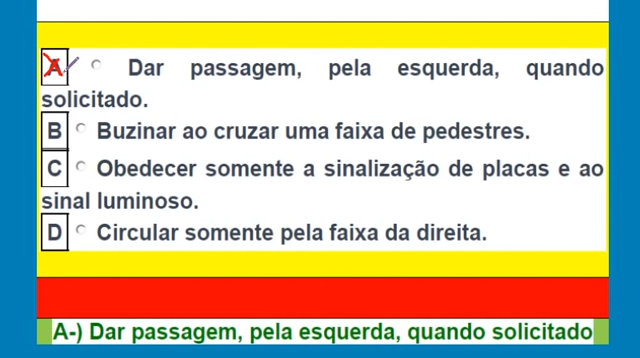 A Dar passagem, pela esquerda, quando
solicitado.
B Buzinar ao cruzar uma faixa de pedestres.
C Obedecer somente a sinalização de placas e ao
sinal luminoso.
D Circular somente pela faixa da direita.
A-) Dar passagem, pela esquerda, quando solicitado